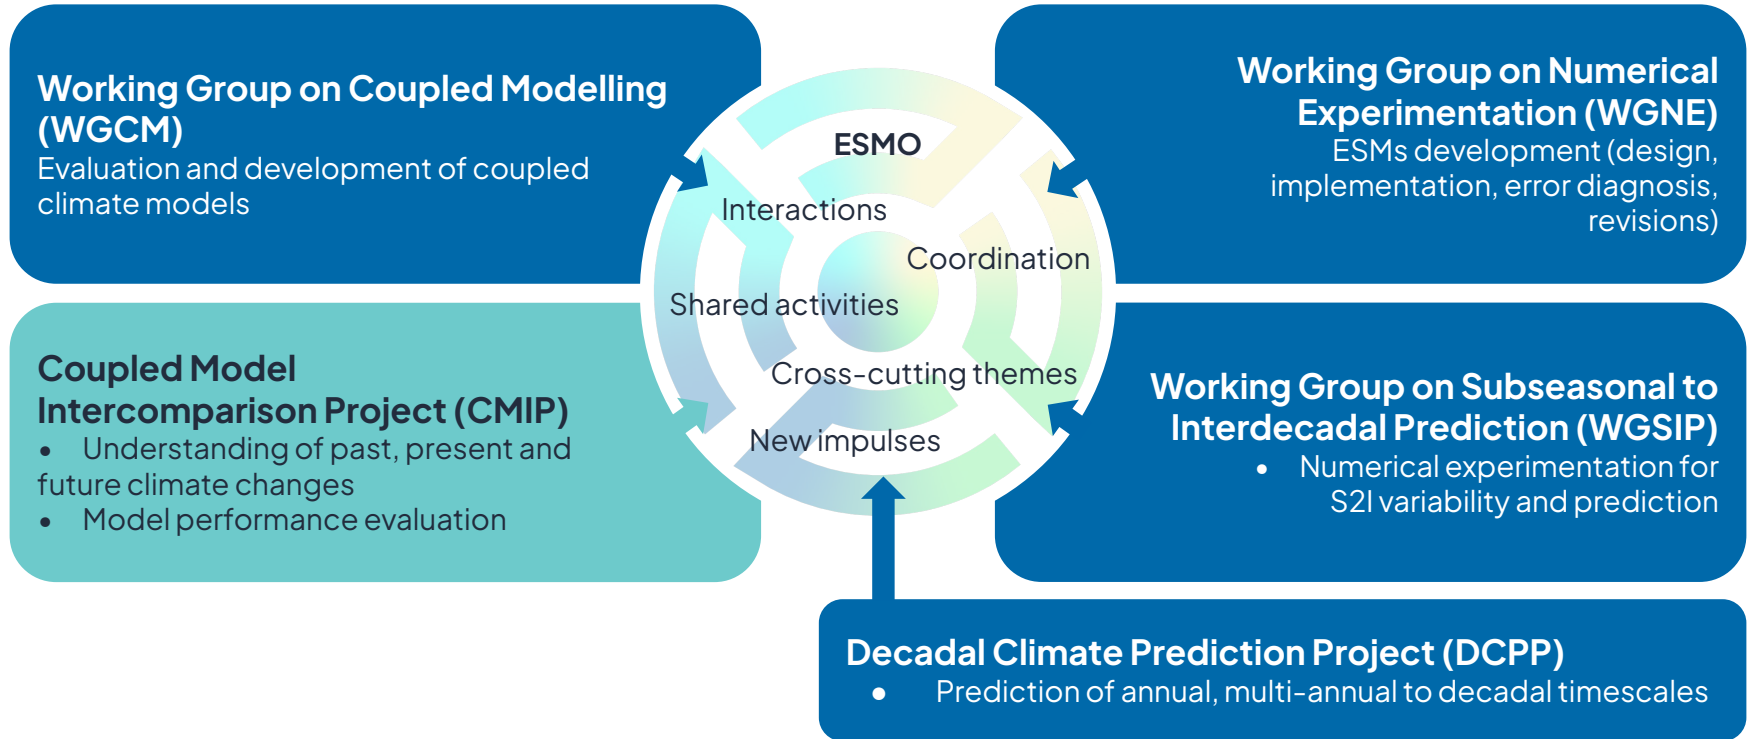 Working Group on Coupled Modelling
(WGCM)
Evaluation and development of coupled
climate models
Working Group on Numerical
Experimentation (WGNE)
ESMs development (design,
implementation, error diagnosis,
revisions)
ESMO
Interactions
Coordination
Shared activities
Cross-cutting themes
New impulses
Coupled Model
Intercomparison Project (CMIP)
• Understanding of past, present and
future climate changes
• Model performance evaluation
Working Group on Subseasonal to
Interdecadal Prediction (WGSIP)
• Numerical experimentation for
S2I variability and prediction
Decadal Climate Prediction Project (DCPP)
• Prediction of annual, multi-annual to decadal timescales